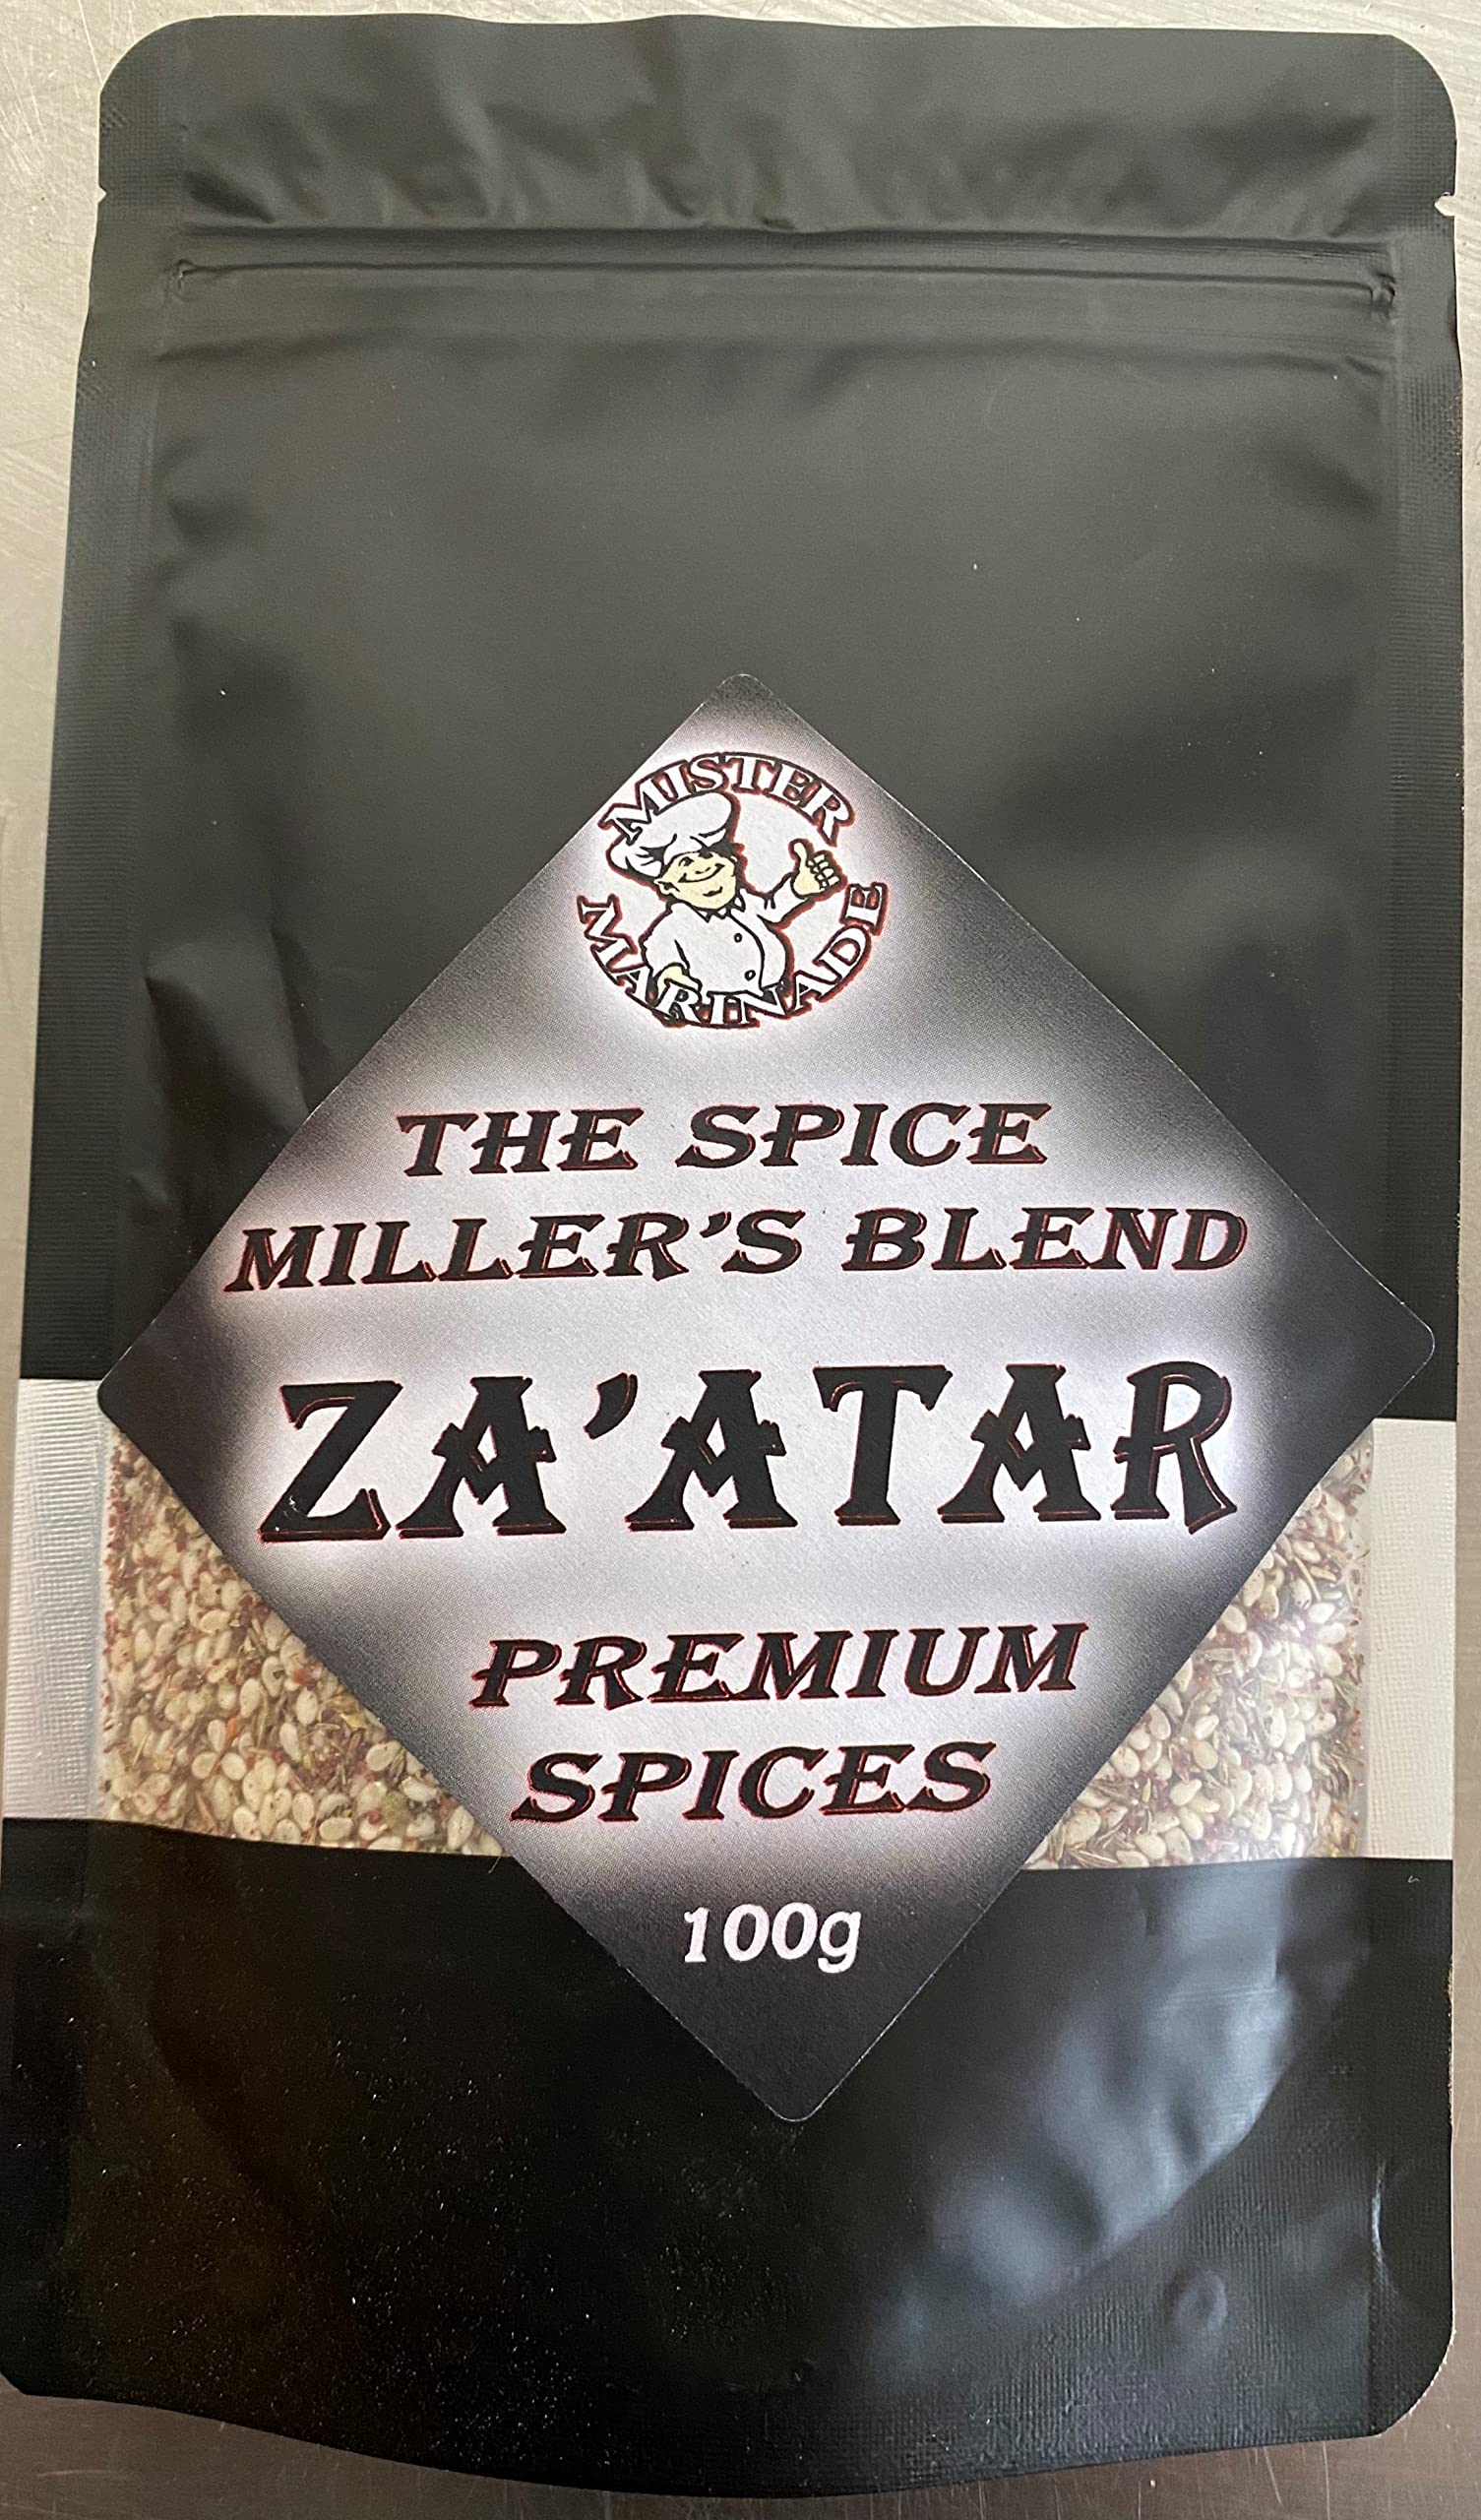 MISTER
MARINADE
THE SPICE
MILLER'S BLEND
ZA'ATAR
PREMIUM
SPICES
100g